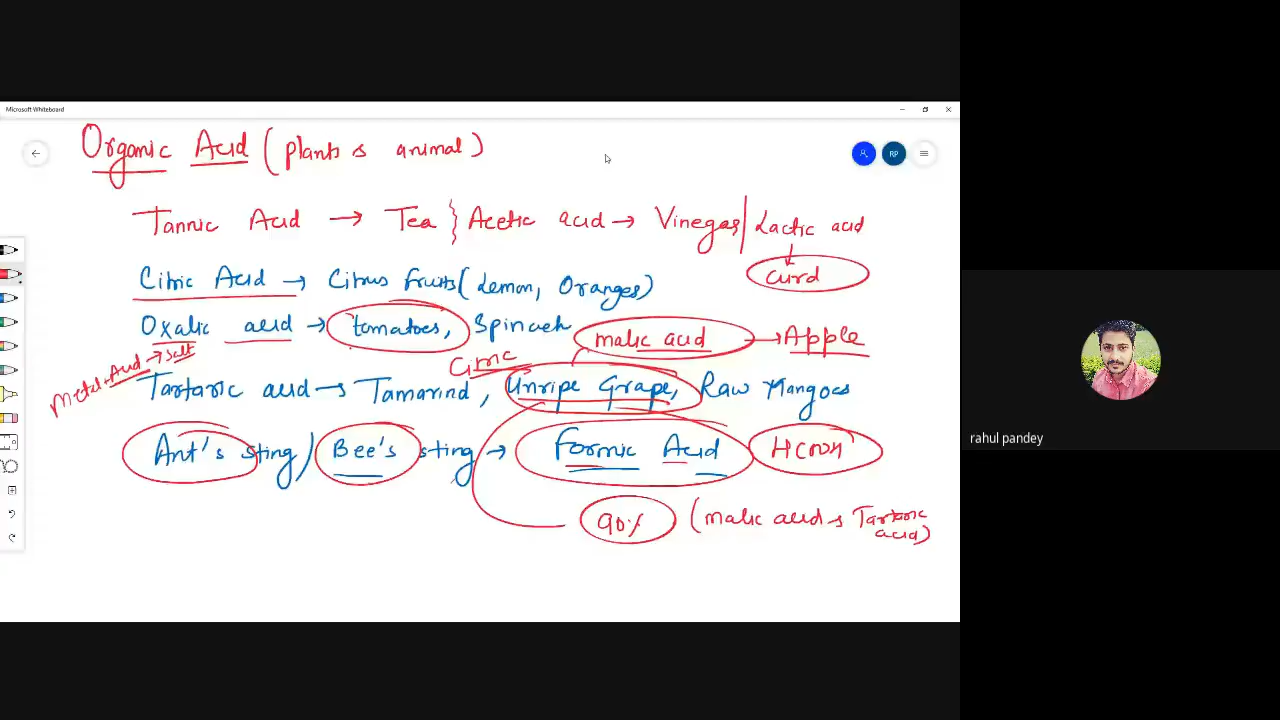 Microsoft Whiteboard
Organic Acid (plants & animal)
RP
Tannic Acid → Tea } Acetic acid → Vinegar | Lactic acid
↓
curd
Citric Acid → Citrus fruits (Lemon, Oranges)
Oxalic acid → tomatoes, Spinach
malic acid → Apple
Metal + Acid → salt
Citric
Tartaric acid → Tamarind, Unripe Grape, Raw Mangoes
Ant's sting / Bee's sting → Formic Acid HCOOH
90% (malic acid & Tartaric
acid)
rahul pandey